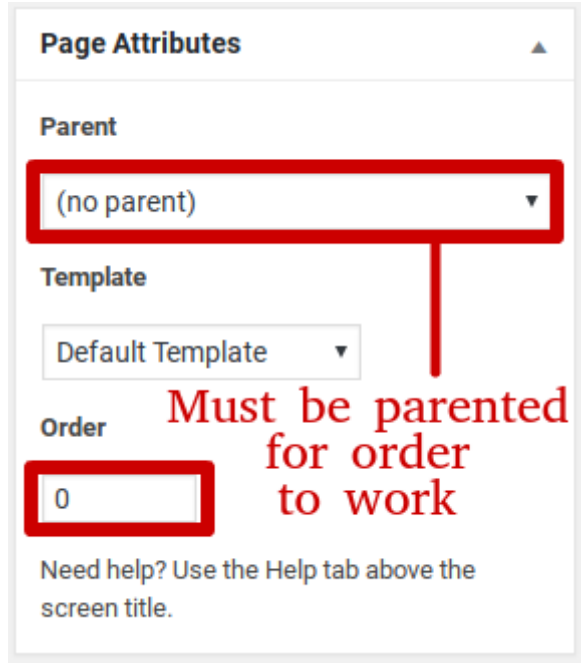 Page Attributes
Parent
(no parent)
Template
Default Template
Must be parented
for order
to work
Order
0
Need help? Use the Help tab above the
screen title.